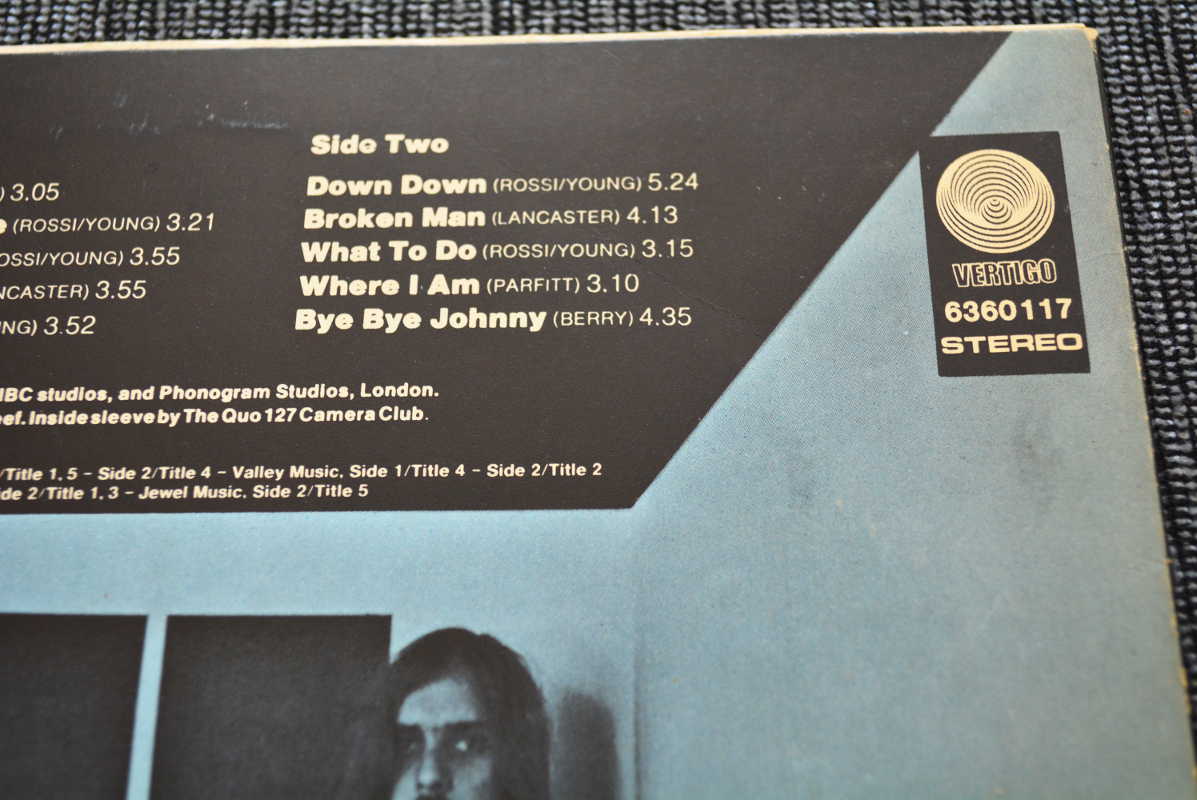 Side Two
) 3.05
Down Down (ROSSI/YOUNG) 5.24
e (ROSSI/YOUNG) 3.21
Broken Man (LANCASTER) 4.13
OSSI/YOUNG) 3.55
What To Do (ROSSI/YOUNG) 3.15
NCASTER) 3.55
Where I Am (PARFITT) 3.10
NG) 3.52
Bye Bye Johnny (BERRY) 4.35
IBC studios, and Phonogram Studios, London.
eef. Inside sleeve by The Quo 127 Camera Club.
/Title 1, 5 - Side 2/Title 4 - Valley Music, Side 1/Title 4 - Side 2/Title 2
ide 2/Title 1, 3 - Jewel Music. Side 2/Title 5
VERTIGO
6360117
STEREO